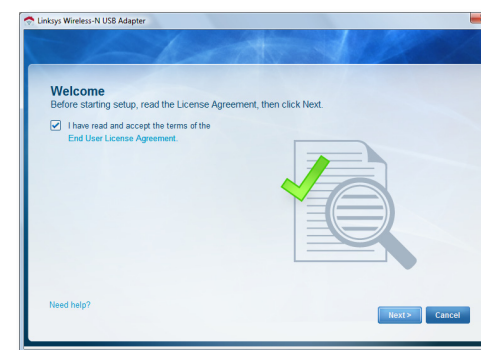 Linksys Wireless-N USB Adapter
Welcome
Before starting setup, read the License Agreement, then click Next.
I have read and accept the terms of the
End User License Agreement.
Need help?
Next >
Cancel